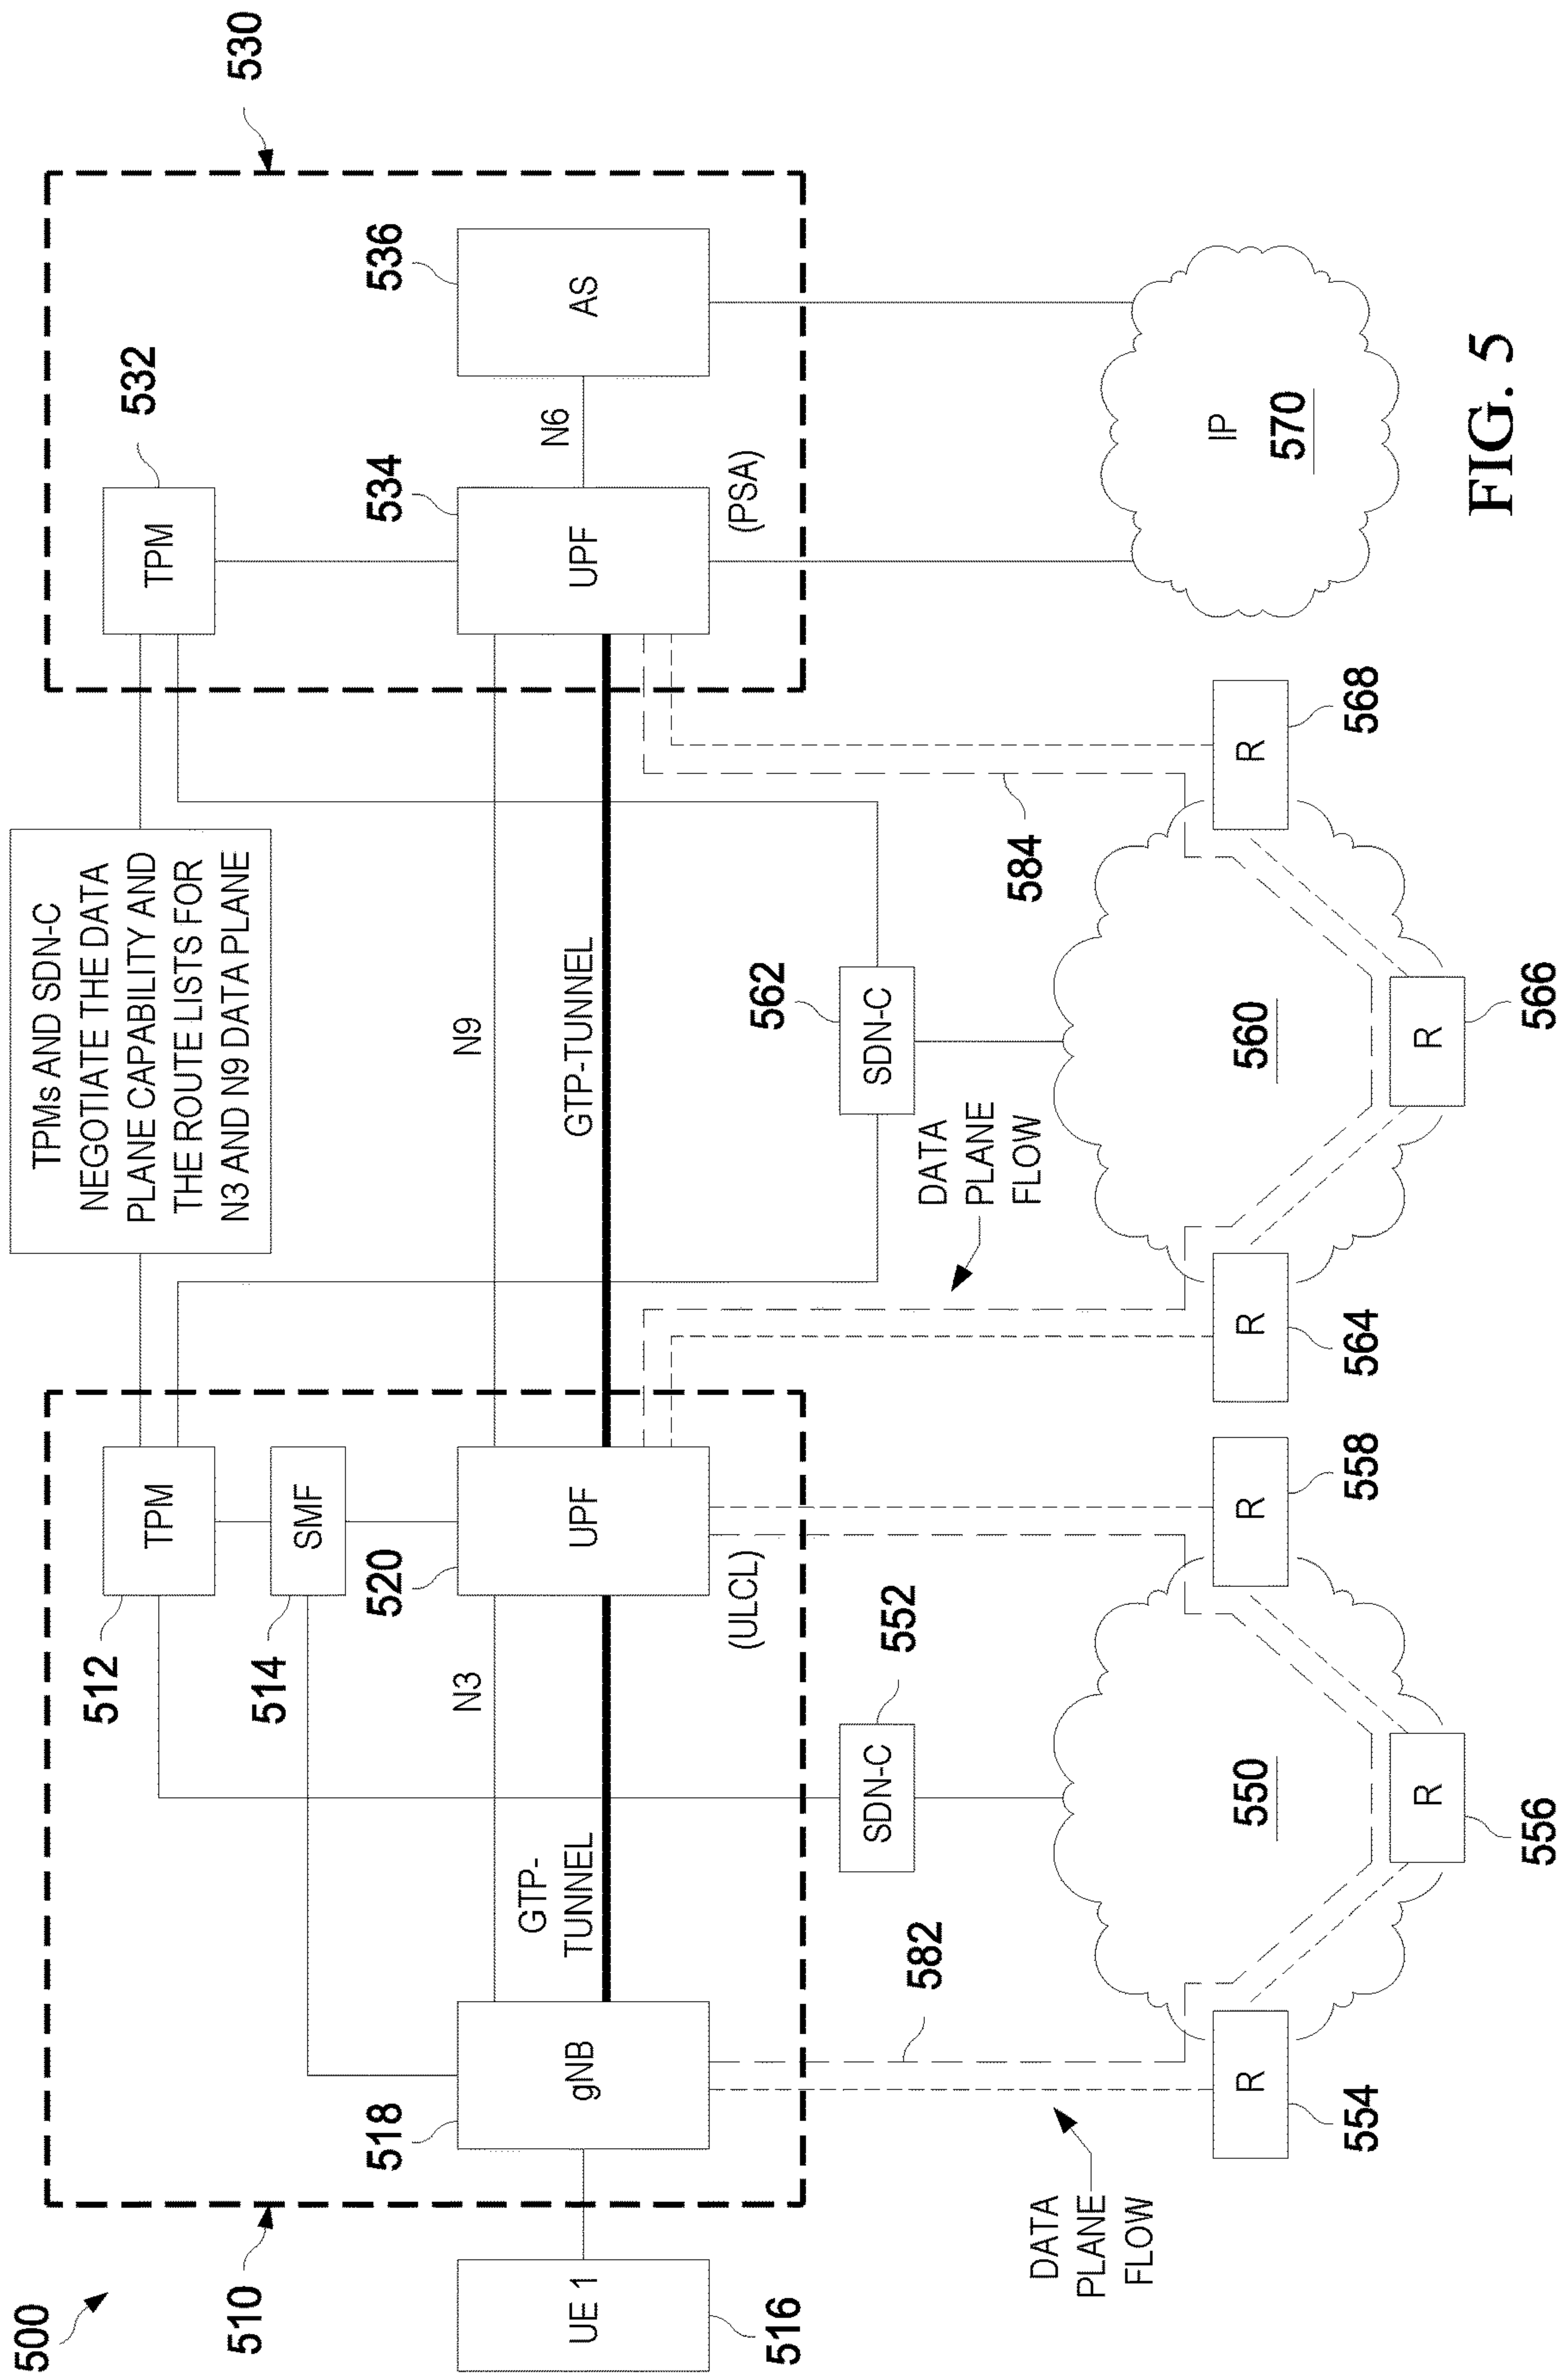 500
510
530
TPMs AND SDN-C
NEGOTIATE THE DATA
PLANE CAPABILITY AND
THE ROUTE LISTS FOR
N3 AND N9 DATA PLANE
TPM
512
TPM
532
SMF
514
UE 1
516
gNB
518
N3
GTP-
TUNNEL
UPF
520
(ULCL)
N9
GTP-TUNNEL
UPF
534
(PSA)
N6
AS
536
SDN-C
552
SDN-C
562
582
DATA
PLANE
FLOW
DATA
PLANE
FLOW
584
550
560
IP
570
R
554
R
556
R
558
R
564
R
566
R
568
FIG. 5